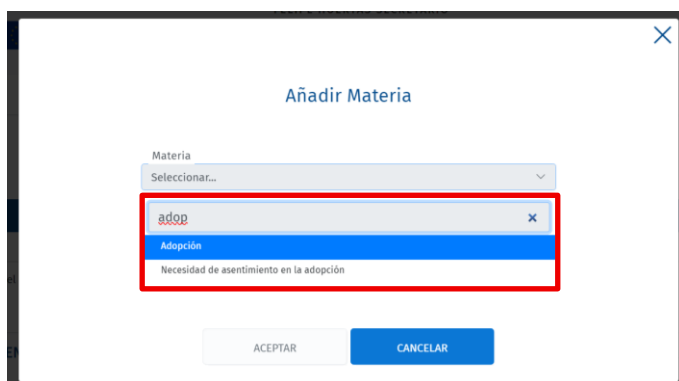 Añadir Materia
Materia
Seleccionar...
adop
Adopción
Necesidad de asentimiento en la adopción
ACEPTAR
CANCELAR